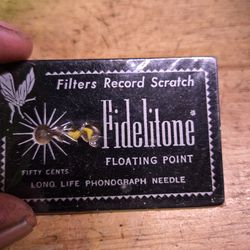 Filters Record Scratch
Fidelitone
FLOATING POINT
FIFTY CENTS
LONG LIFE PHONOGRAPH NEEDLE